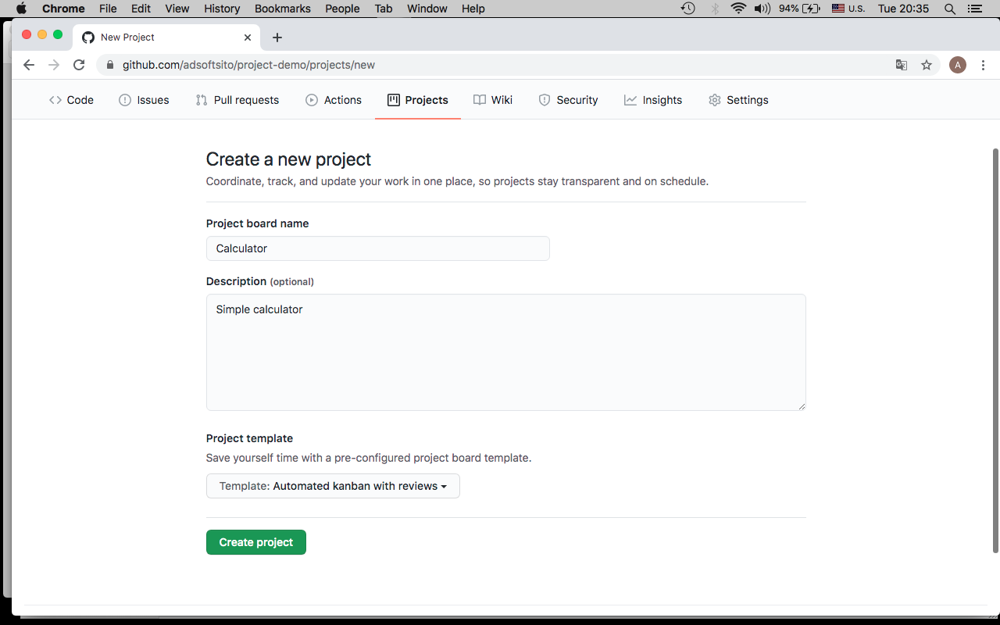 Chrome File Edit View History Bookmarks People Tab Window Help 94% U.S. Tue 20:35
New Project
github.com/adsoftsito/project-demo/projects/new A
Code Issues Pull requests Actions Projects Wiki Security Insights Settings
Create a new project
Coordinate, track, and update your work in one place, so projects stay transparent and on schedule.
Project board name
Calculator
Description (optional)
Simple calculator
Project template
Save yourself time with a pre-configured project board template.
Template: Automated kanban with reviews
Create project